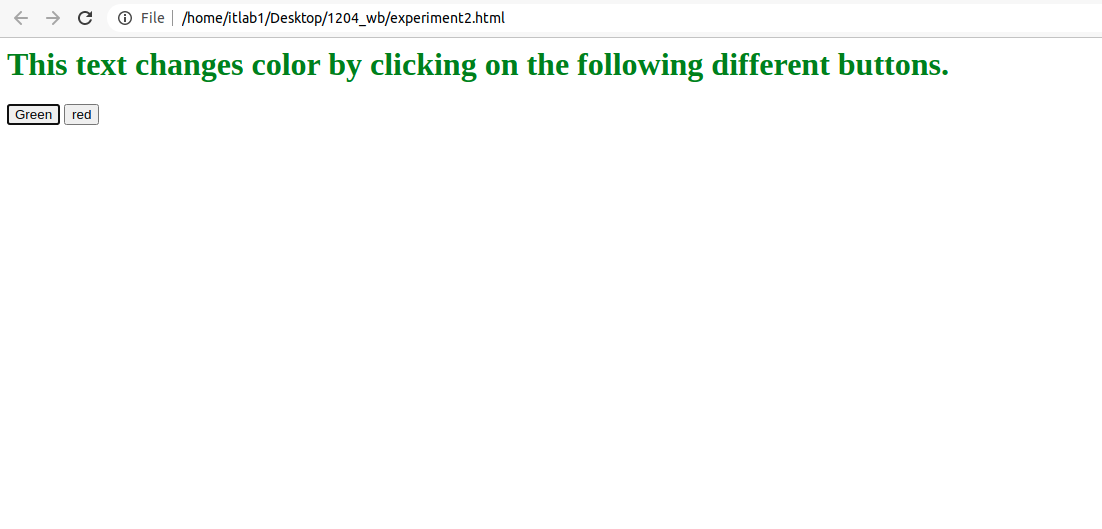 File | /home/itlab1/Desktop/1204_wb/experiment2.html
This text changes color by clicking on the following different buttons.
Green red